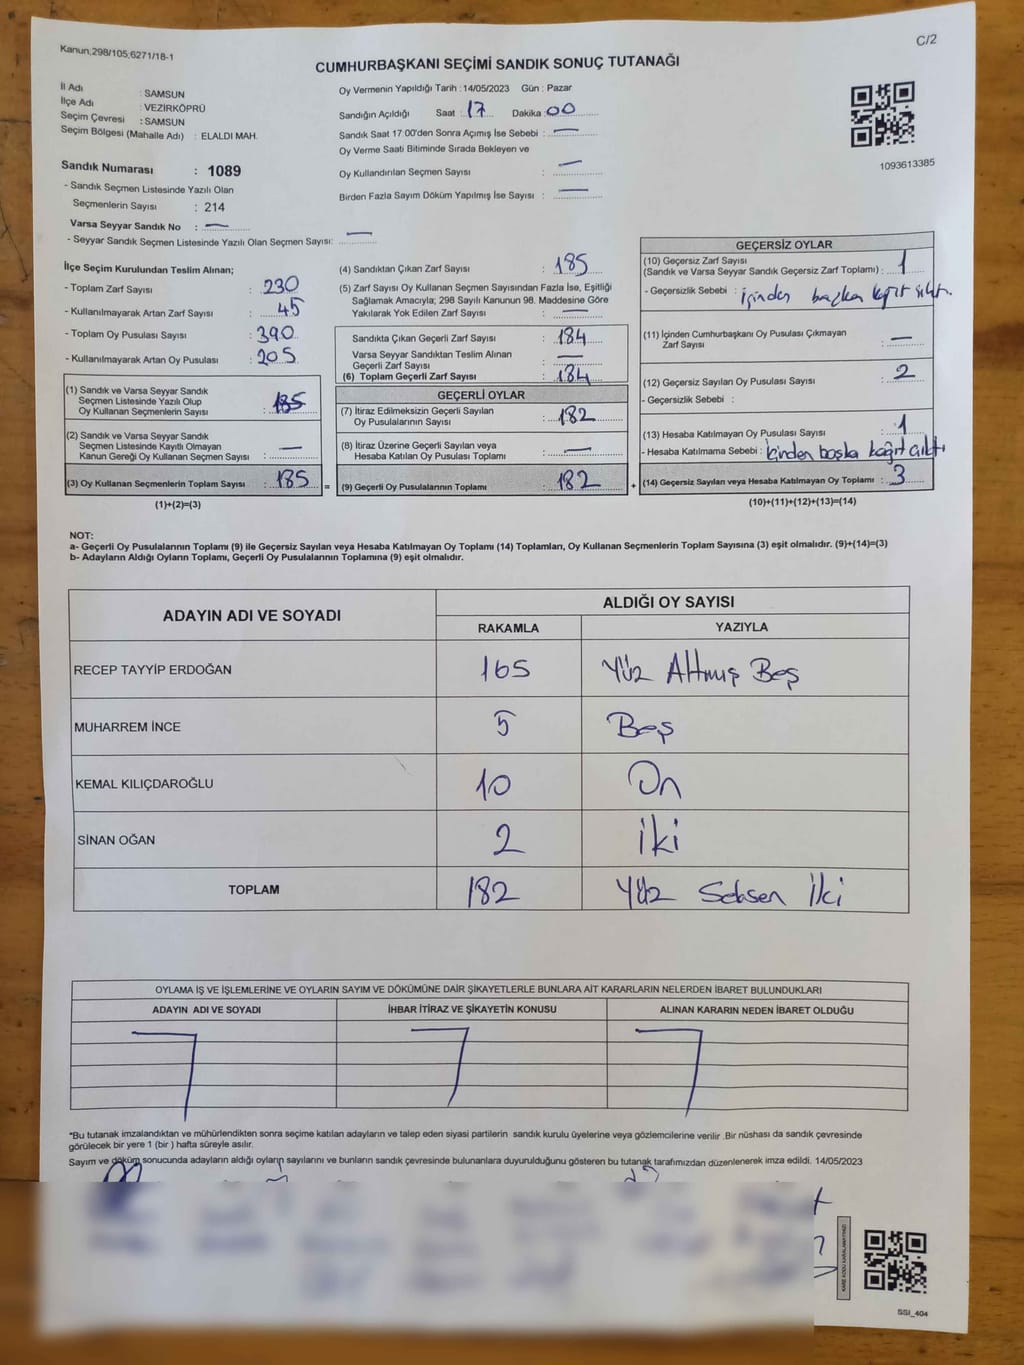 Kanun,298/105,6271/18-1
C/2
CUMHURBAŞKANI SEÇİMİ SANDIK SONUÇ TUTANAĞI
İl Adı : SAMSUN
İlçe Adı : VEZİRKÖPRÜ
Seçim Çevresi : SAMSUN
Seçim Bölgesi (Mahalle Adı) : ELALDI MAH.
Sandık Numarası : 1089
- Sandık Seçmen Listesinde Yazılı Olan
Seçmenlerin Sayısı : 214
Varsa Seyyar Sandık No : —
- Seyyar Sandık Seçmen Listesinde Yazılı Olan Seçmen Sayısı: —
Oy Vermenin Yapıldığı Tarih : 14/05/2023 Gün : Pazar
Sandığın Açıldığı Saat : 17 Dakika : 00
Sandık Saat 17:00'den Sonra Açımış İse Sebebi : —
Oy Verme Saati Bitiminde Sırada Bekleyen ve
Oy Kullandırılan Seçmen Sayısı : —
Birden Fazla Sayım Döküm Yapılmış İse Sayısı : —
1093613385
İlçe Seçim Kurulundan Teslim Alınan;
- Toplam Zarf Sayısı : 230
- Kullanılmayarak Artan Zarf Sayısı : 45
- Toplam Oy Pusulası Sayısı : 390
- Kullanılmayarak Artan Oy Pusulası : 205
(1) Sandık ve Varsa Seyyar Sandık
Seçmen Listesinde Yazılı Olup
Oy Kullanan Seçmenlerin Sayısı : 185
(2) Sandık ve Varsa Seyyar Sandık
Seçmen Listesinde Kayıtlı Olmayan
Kanun Gereği Oy Kullanan Seçmen Sayısı : —
(3) Oy Kullanan Seçmenlerin Toplam Sayısı : 185 =
(1)+(2)=(3)
(4) Sandıktan Çıkan Zarf Sayısı : 185
(5) Zarf Sayısı Oy Kullanan Seçmen Sayısından Fazla İse, Eşitliği
Sağlamak Amacıyla; 298 Sayılı Kanunun 98. Maddesine Göre
Yakılarak Yok Edilen Zarf Sayısı : —
Sandıkta Çıkan Geçerli Zarf Sayısı : 184
Varsa Seyyar Sandıktan Teslim Alınan
Geçerli Zarf Sayısı : —
(6) Toplam Geçerli Zarf Sayısı : 184
GEÇERLİ OYLAR
(7) İtiraz Edilmeksizin Geçerli Sayılan
Oy Pusulalarının Sayısı : 182
(8) İtiraz Üzerine Geçerli Sayılan veya
Hesaba Katılan Oy Pusulası Toplamı : —
(9) Geçerli Oy Pusulalarının Toplamı : 182 +
GEÇERSİZ OYLAR
(10) Geçersiz Zarf Sayısı
(Sandık ve Varsa Seyyar Sandık Geçersiz Zarf Toplamı) : 1
- Geçersizlik Sebebi : içinden başka
(11) İçinden Cumhurbaşkanı Oy Pusulası Çıkmayan
Zarf Sayısı : —
(12) Geçersiz Sayılan Oy Pusulası Sayısı : 2
- Geçersizlik Sebebi :
(13) Hesaba Katılmayan Oy Pusulası Sayısı : 1
- Hesaba Katılmama Sebebi : İçinden başka kağıt çıktı
(14) Geçersiz Sayılan veya Hesaba Katılmayan Oy Toplamı : 3
(10)+(11)+(12)+(13)=(14)
NOT:
a- Geçerli Oy Pusulalarının Toplamı (9) ile Geçersiz Sayılan veya Hesaba Katılmayan Oy Toplamı (14) Toplamları, Oy Kullanan Seçmenlerin Toplam Sayısına (3) eşit olmalıdır. (9)+(14)=(3)
b- Adayların Aldığı Oyların Toplamı, Geçerli Oy Pusulalarının Toplamına (9) eşit olmalıdır.
ADAYIN ADI VE SOYADI
ALDIĞI OY SAYISI
RAKAMLA YAZIYLA
RECEP TAYYİP ERDOĞAN 165 Yüz Altmış Beş
MUHARREM İNCE 5 Beş
KEMAL KILIÇDAROĞLU 10 On
SİNAN OĞAN 2 İki
TOPLAM 182 Yüz Seksen İki
OYLAMA İŞ VE İŞLEMLERİNE VE OYLARIN SAYIM VE DÖKÜMÜNE DAİR ŞİKAYETLERLE BUNLARA AİT KARARLARIN NELERDEN İBARET BULUNDUKLARI
ADAYIN ADI VE SOYADI İHBAR İTİRAZ VE ŞİKAYETİN KONUSU ALINAN KARARIN NEDEN İBARET OLDUĞU
*Bu tutanak imzalandıktan ve mühürlendikten sonra seçime katılan adayların ve talep eden siyasi partilerin sandık kurulu üyelerine veya gözlemcilerine verilir .Bir nüshası da sandık çevresinde
görülecek bir yere 1 (bir ) hafta süreyle asılır.
Sayım ve döküm sonucunda adayların aldığı oyların sayılarını ve bunların sandık çevresinde bulunanlara duyurulduğunu gösteren bu tutanak tarafımızdan düzenlenerek imza edildi. 14/05/2023
KARE KODU KARALAMAYINIZ!
SSI_404